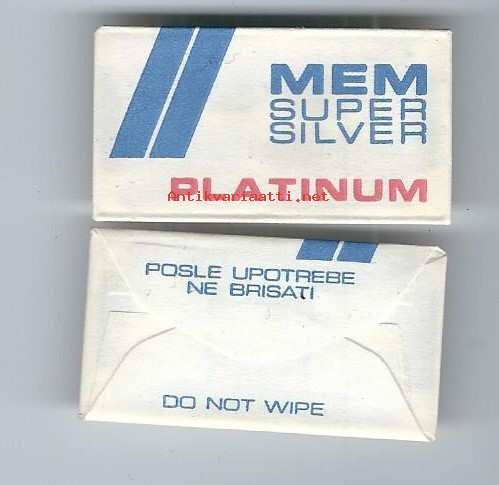 MEM
SUPER
SILVER
PLATINUM
Antikvariaatti.net
POSLE UPOTREBE
NE BRISATI
DO NOT WIPE